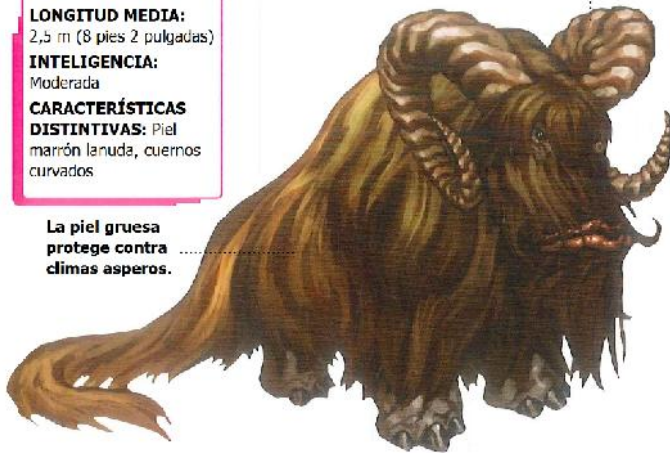 LONGITUD MEDIA:
2,5 m (8 pies 2 pulgadas)
INTELIGENCIA:
Moderada
CARACTERÍSTICAS
DISTINTIVAS: Piel
marrón lanuda, cuernos
curvados
La piel gruesa
protege contra
climas asperos.